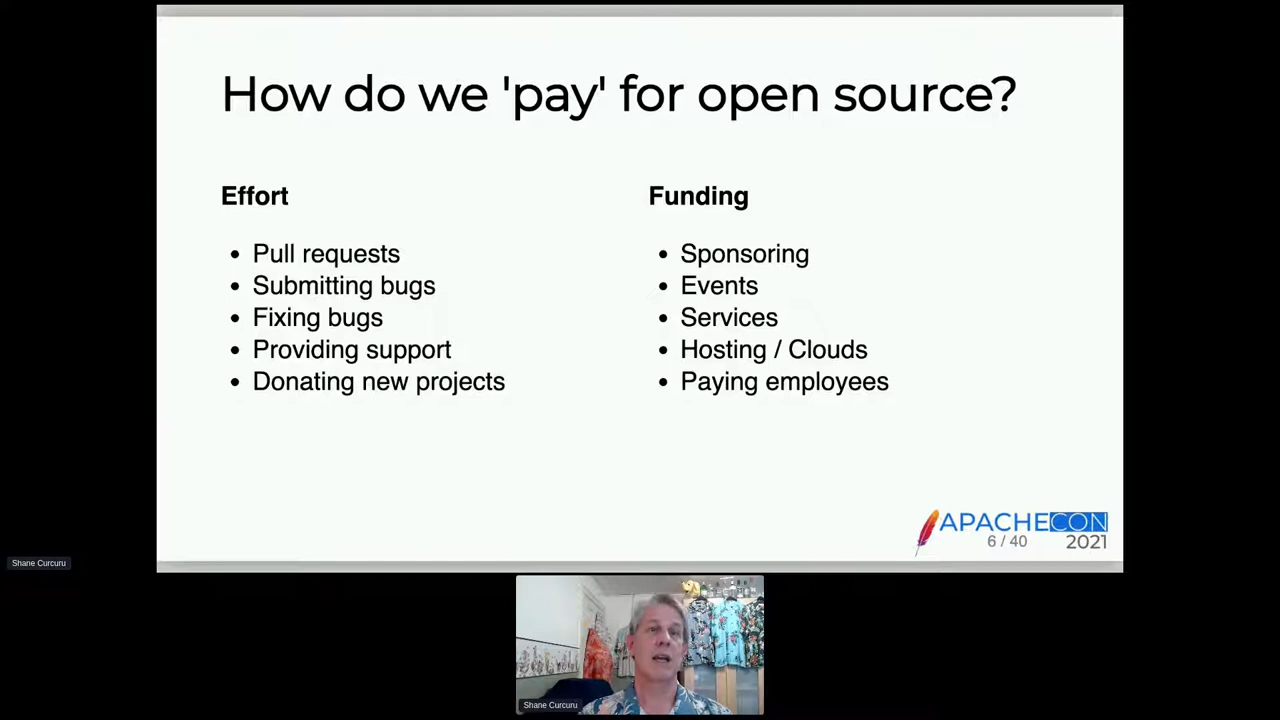 How do we 'pay' for open source?
Effort
• Pull requests
• Submitting bugs
• Fixing bugs
• Providing support
• Donating new projects
Funding
• Sponsoring
• Events
• Services
• Hosting / Clouds
• Paying employees
APACHECON
6 / 40
2021
Shane Curcuru
Shane Curcuru